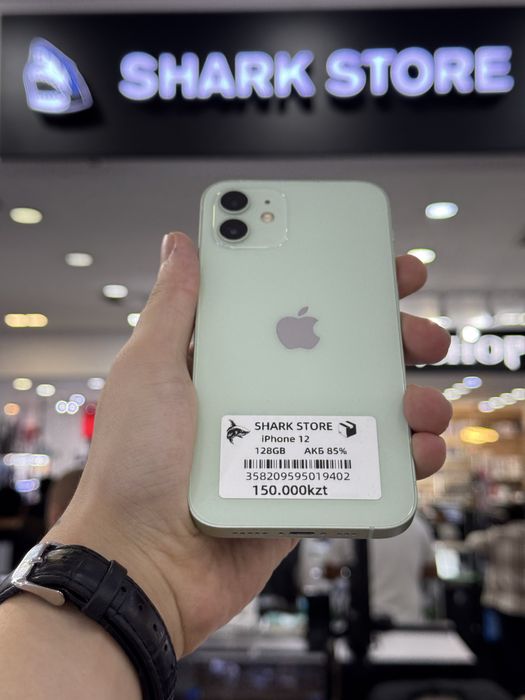 SHARK STORE
SHARK STORE
iPhone 12
128GB АКБ 85%
358209595019402
150.000kzt